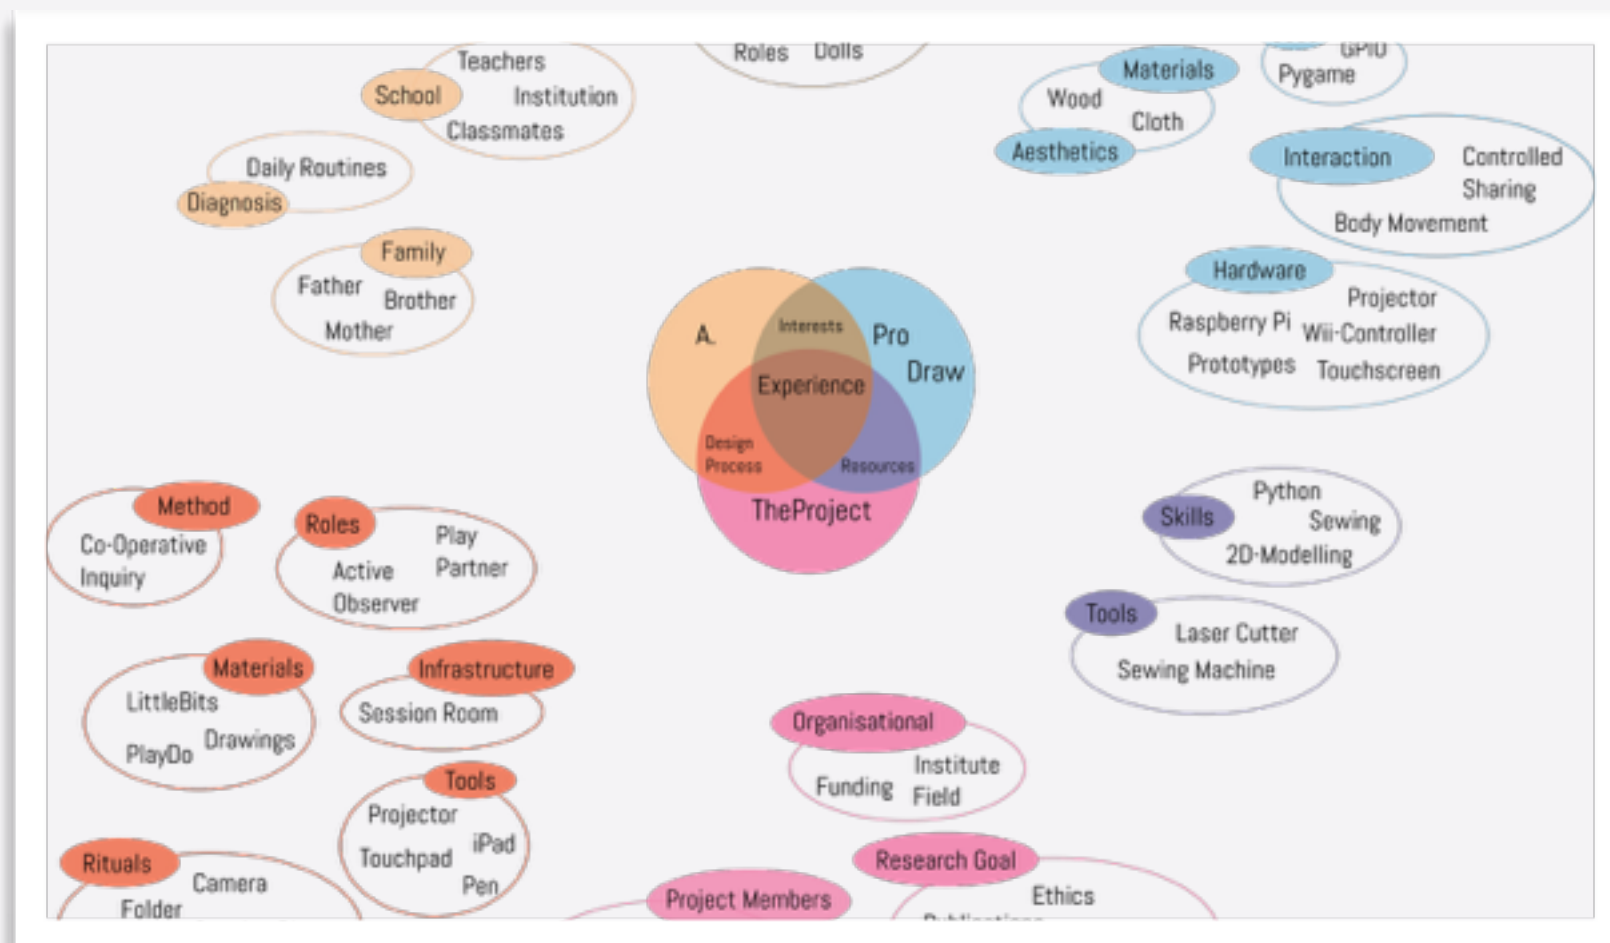 Roles Dolls
Teachers
School
Institution
Classmates
Daily Routines
Diagnosis
Family
Father
Brother
Mother
Materials
Wood
Cloth
Aesthetics
GPIO
Pygame
Interaction
Controlled
Sharing
Body Movement
Hardware
Projector
Raspberry Pi
Wii-Controller
Prototypes
Touchscreen
A.
Interests
Pro
Draw
Experience
Design
Process
Resources
TheProject
Method
Co-Operative
Inquiry
Roles
Play
Partner
Active
Observer
Materials
LittleBits
Drawings
PlayDo
Infrastructure
Session Room
Tools
Projector
iPad
Touchpad
Pen
Rituals
Camera
Folder
Skills
Python
Sewing
2D-Modelling
Tools
Laser Cutter
Sewing Machine
Organisational
Institute
Funding
Field
Research Goal
Ethics
Project Members